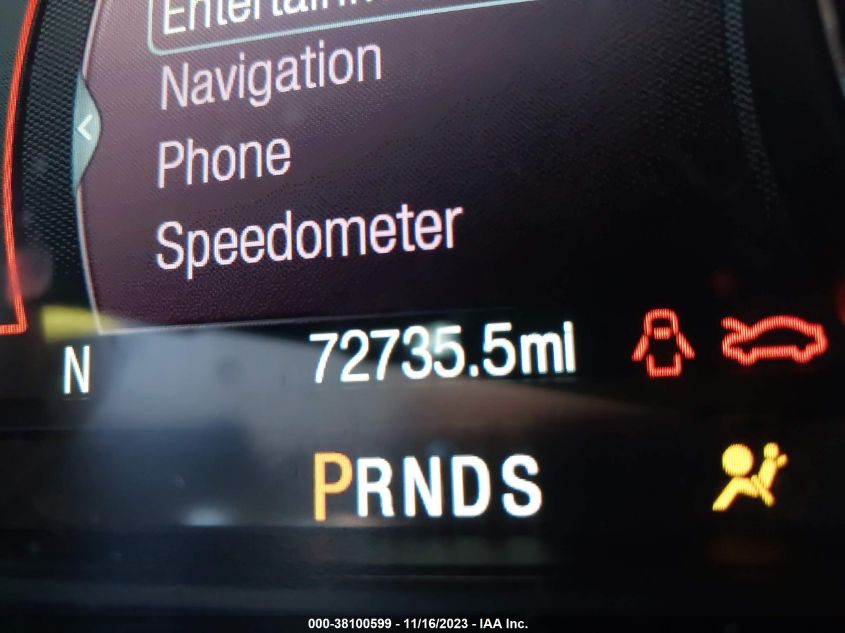 Navigation
Phone
Speedometer
N 72735.5mi
PRNDS
000-38100599 - 11/16/2023 - IAA Inc.